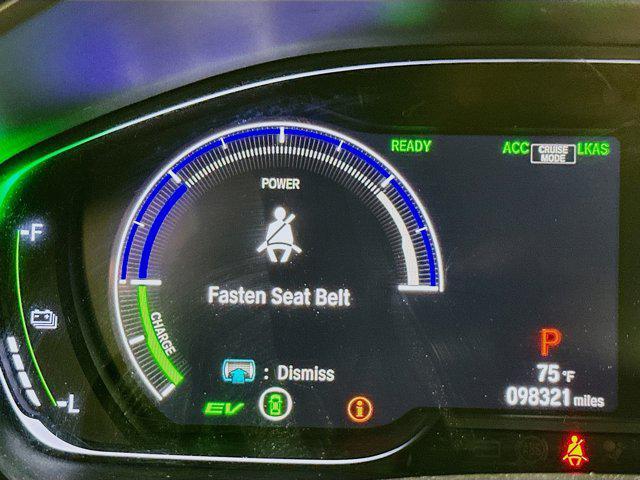 READY
ACC CRUISE MODE LKAS
POWER
F
Fasten Seat Belt
CHARGE
P
: Dismiss
75 °F
098321 miles
L
EV
i